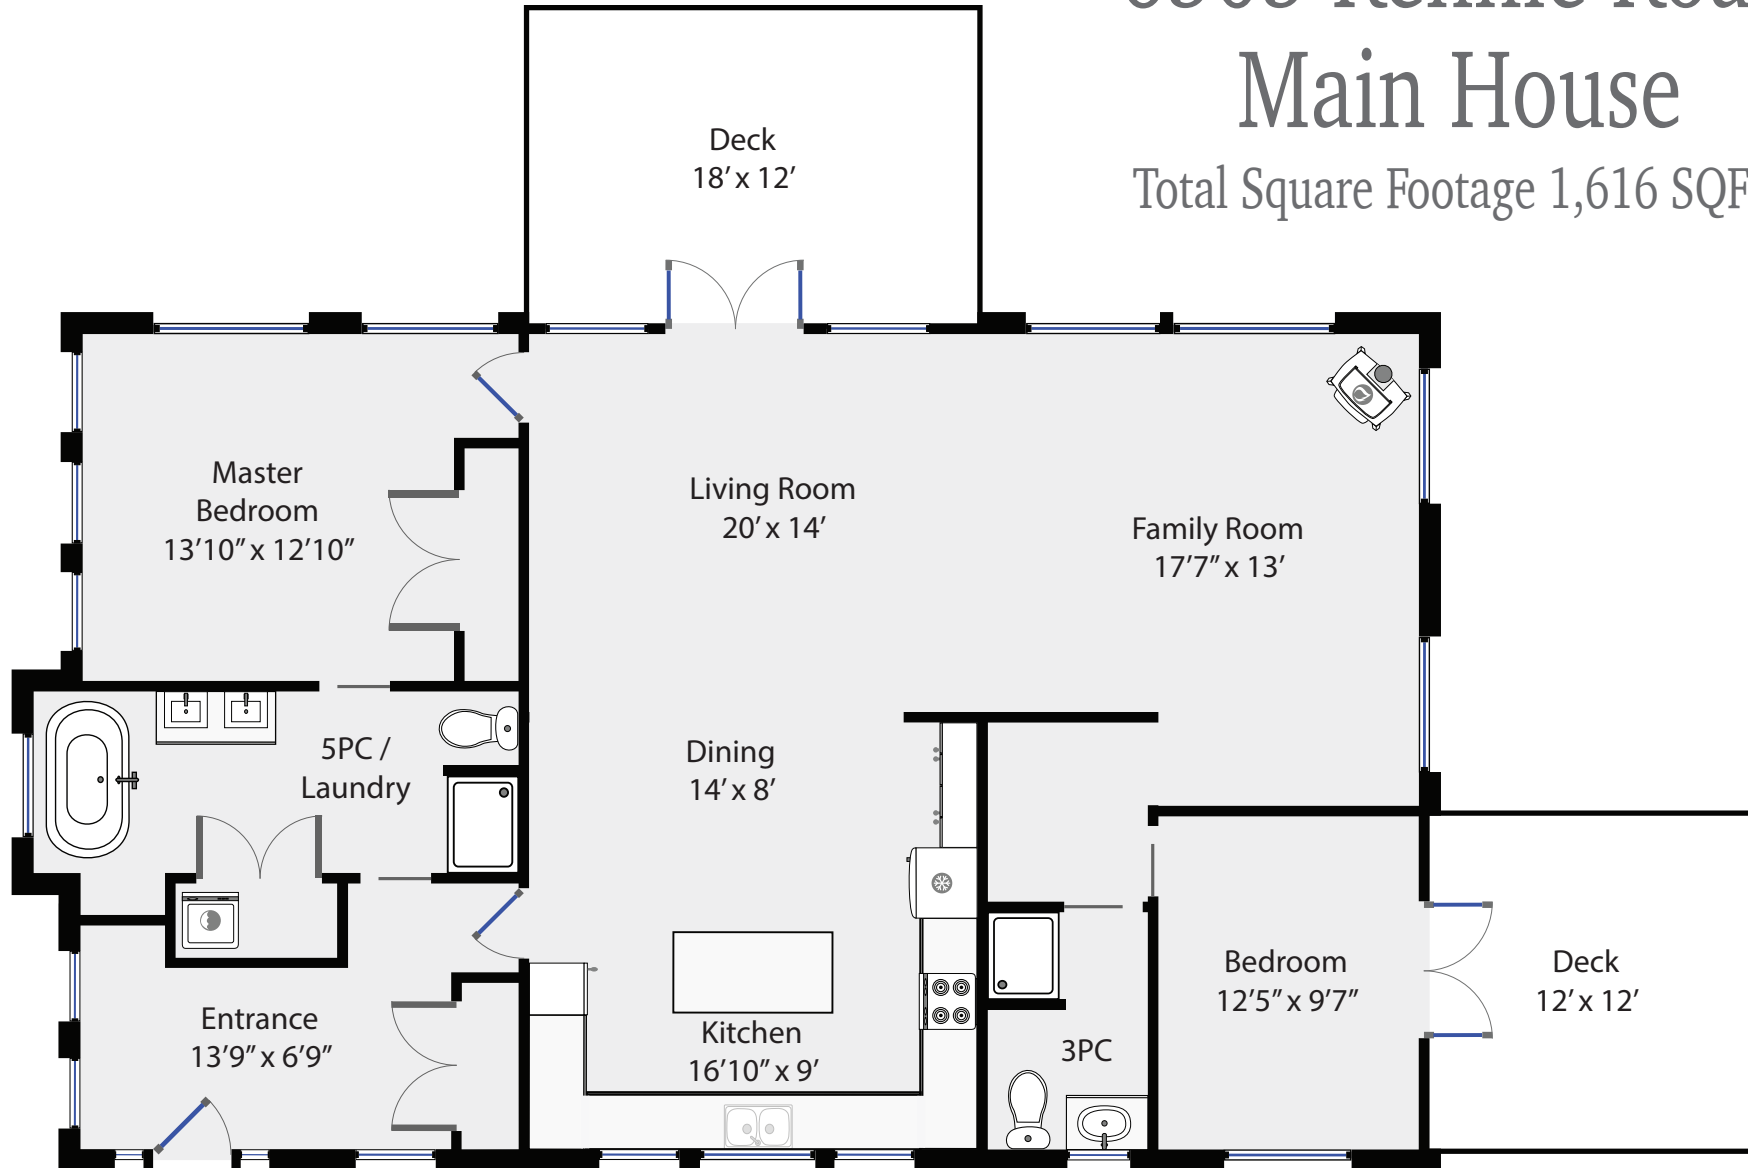 Main House
Total Square Footage 1,616 SQF
Deck
18’ x 12’
Master
Bedroom
13’10” x 12’10”
Living Room
20’ x 14’
Family Room
17’7” x 13’
5PC /
Laundry
Dining
14’ x 8’
Entrance
13’9” x 6’9”
Kitchen
16’10” x 9’
3PC
Bedroom
12’5” x 9’7”
Deck
12’ x 12’